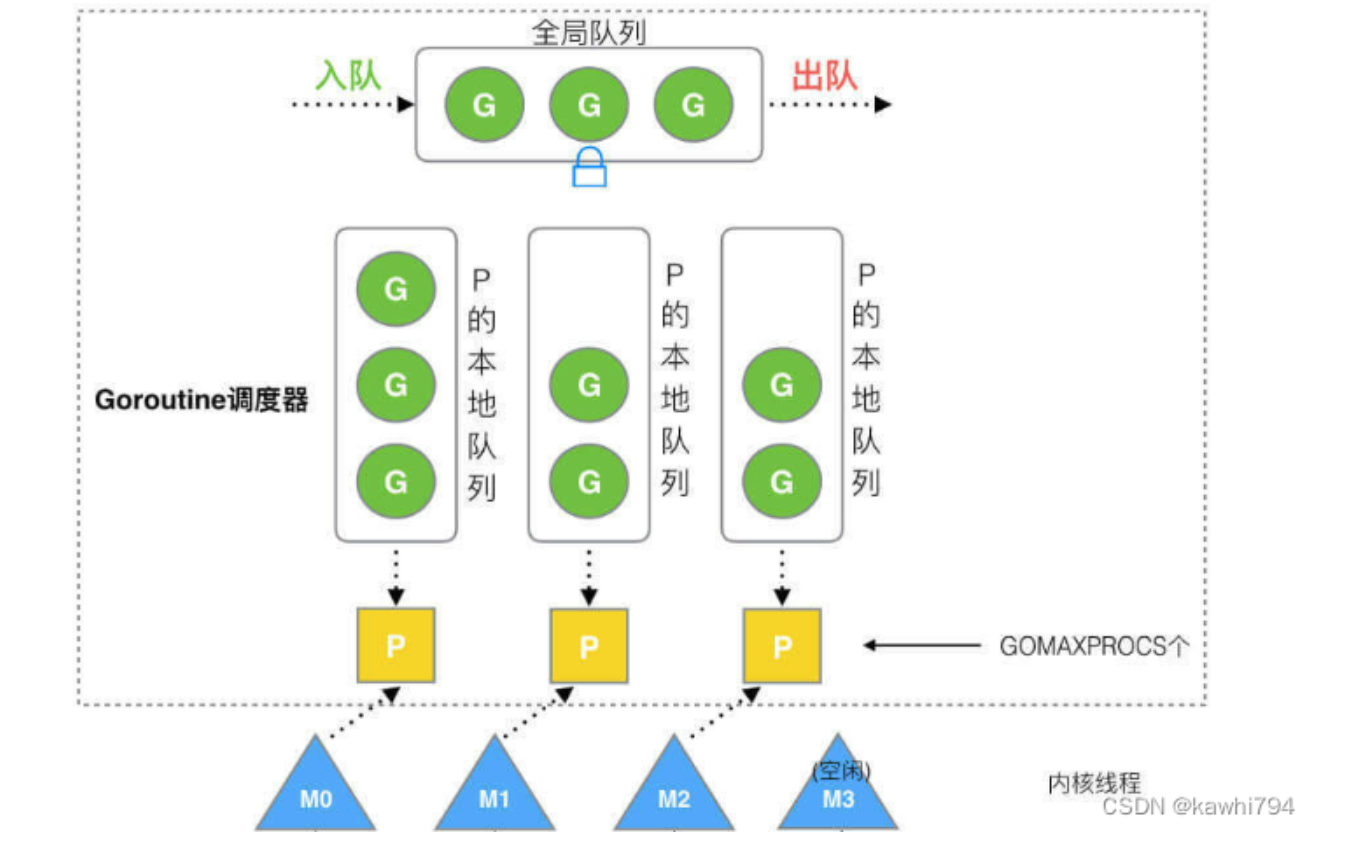 全局队列
入队
出队
G G G
G
G
G
P的本地队列
G
G
P的本地队列
G
G
P的本地队列
Goroutine调度器
P P P
GOMAXPROCS个
M0
M1
M2
(空闲)
M3
内核线程
CSDN @kawhi794